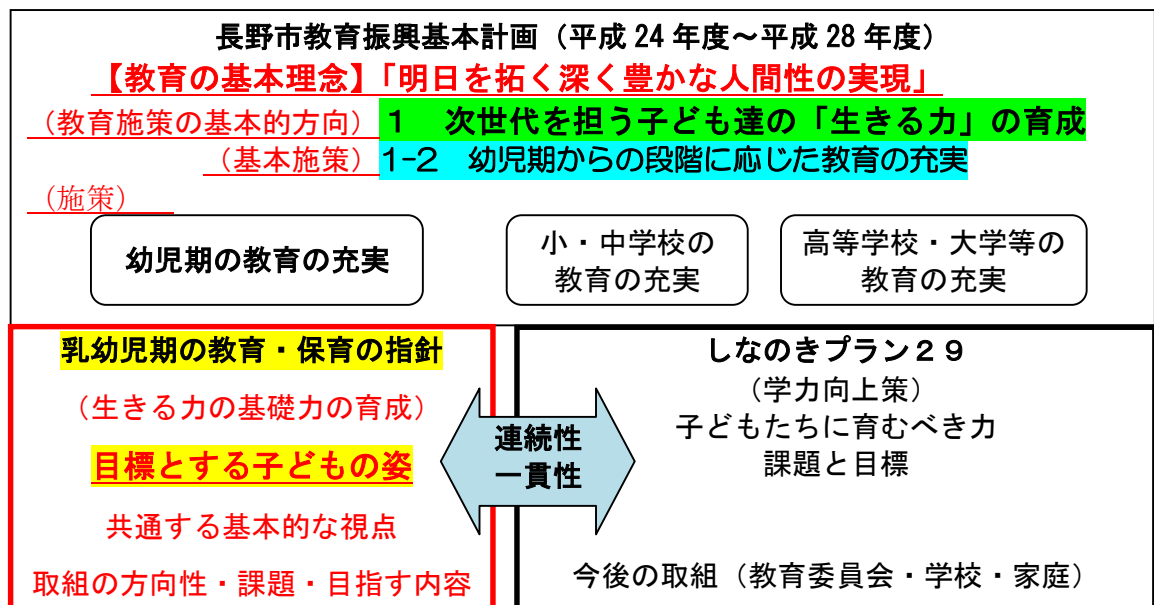 長野市教育振興基本計画（平成24年度～平成28年度）
【教育の基本理念】「明日を拓く深く豊かな人間性の実現」
（教育施策の基本的方向）1　次世代を担う子ども達の「生きる力」の育成
（基本施策）1-2　幼児期からの段階に応じた教育の充実
（施策）
幼児期の教育の充実
小・中学校の
教育の充実
高等学校・大学等の
教育の充実
乳幼児期の教育・保育の指針
（生きる力の基礎力の育成）
目標とする子どもの姿
共通する基本的な視点
取組の方向性・課題・目指す内容
連続性
一貫性
しなのきプラン２９
（学力向上策）
子どもたちに育むべき力
課題と目標
今後の取組（教育委員会・学校・家庭）